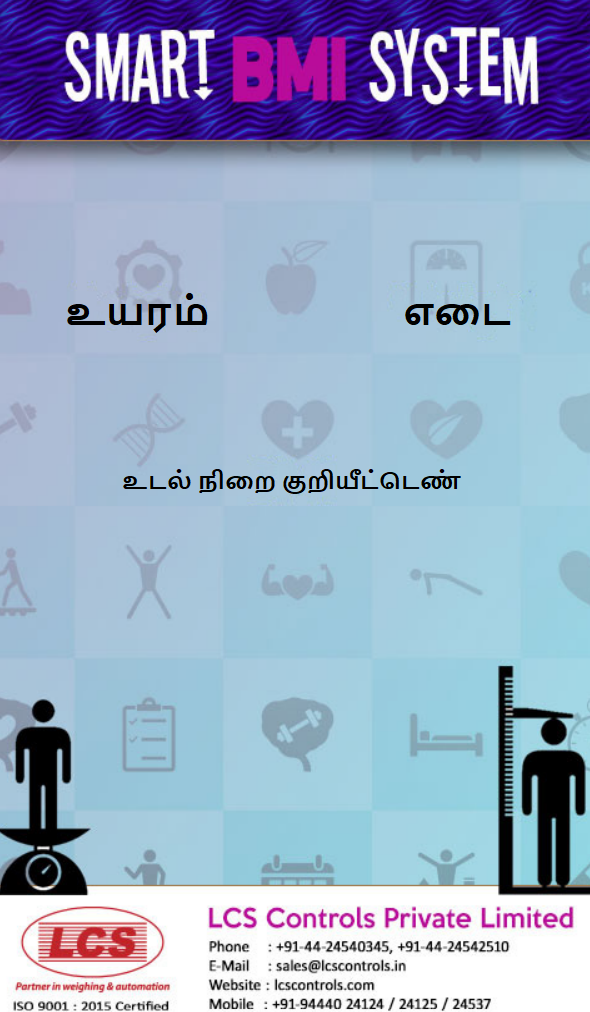 SMART BMI SYSTEM
உயரம் எடை
உடல் நிறை குறியீட்டெண்
LCS
Partner in weighing & automation
ISO 9001 : 2015 Certified
LCS Controls Private Limited
Phone : +91-44-24540345, +91-44-24542510
E-Mail : sales@lcscontrols.in
Website : lcscontrols.com
Mobile : +91-94440 24124 / 24125 / 24537